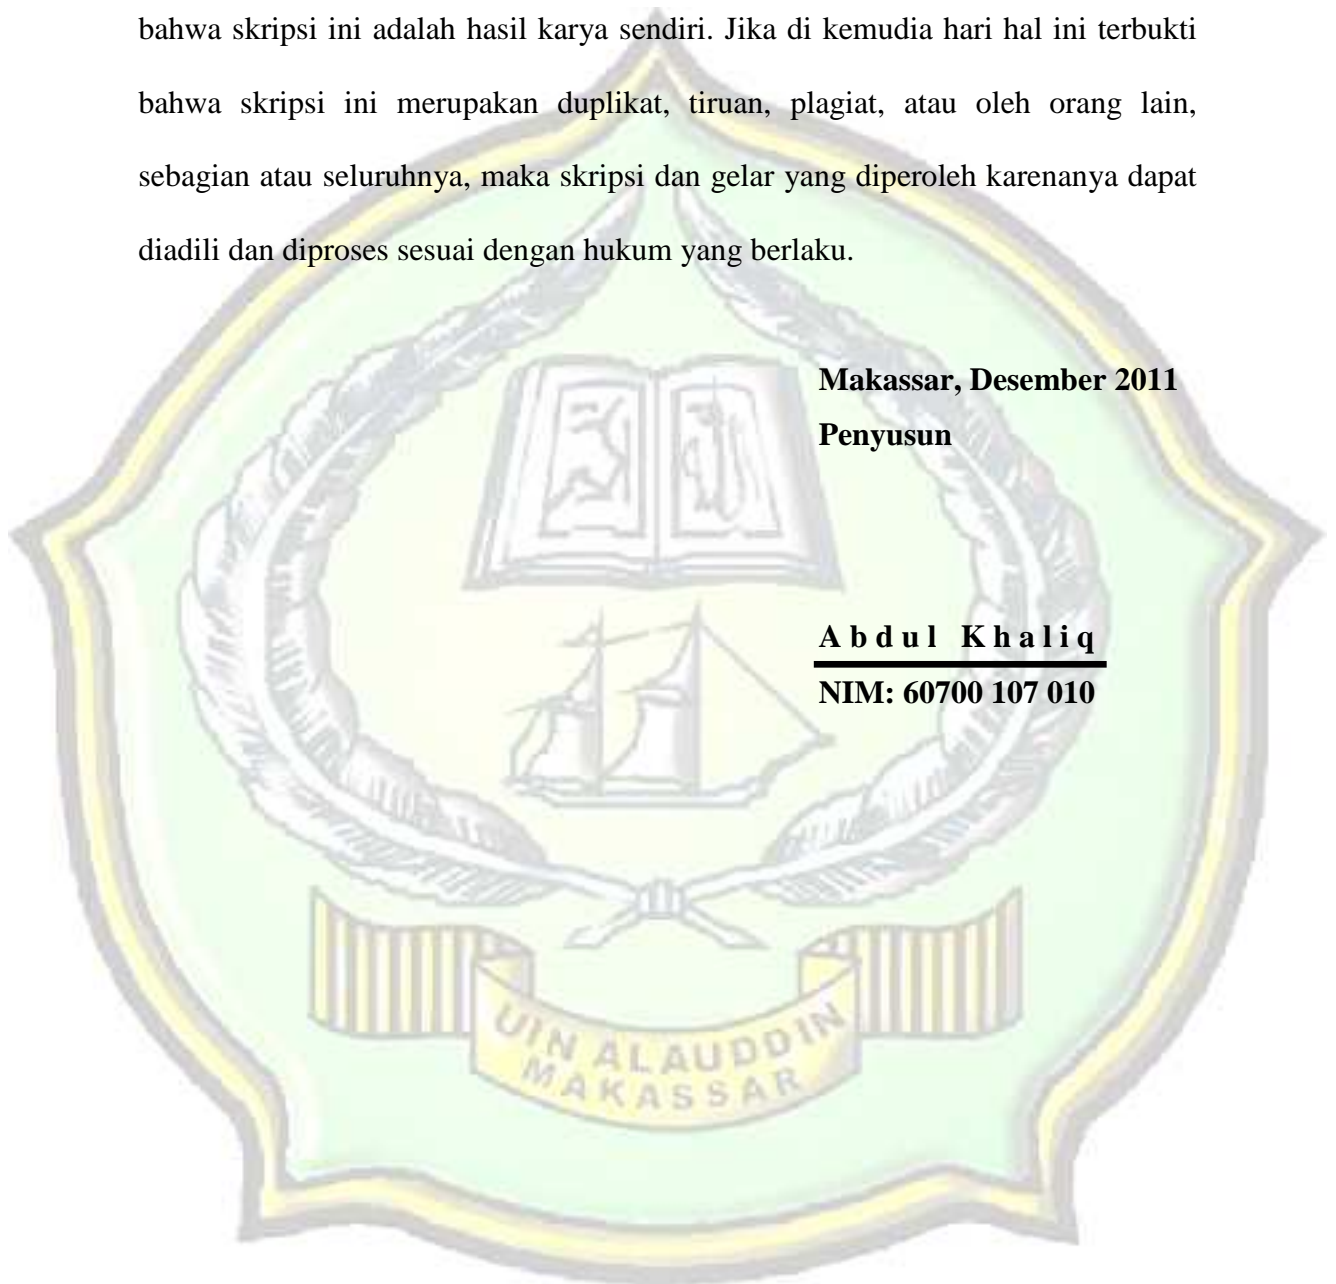 bahwa skripsi ini adalah hasil karya sendiri. Jika di kemudia hari hal ini terbukti
bahwa skripsi ini merupakan duplikat, tiruan, plagiat, atau oleh orang lain,
sebagian atau seluruhnya, maka skripsi dan gelar yang diperoleh karenanya dapat
diadili dan diproses sesuai dengan hukum yang berlaku.
Makassar, Desember 2011
Penyusun
A b d u l K h a l i q
NIM: 60700 107 010
UIN ALAUDDIN
MAKASSAR